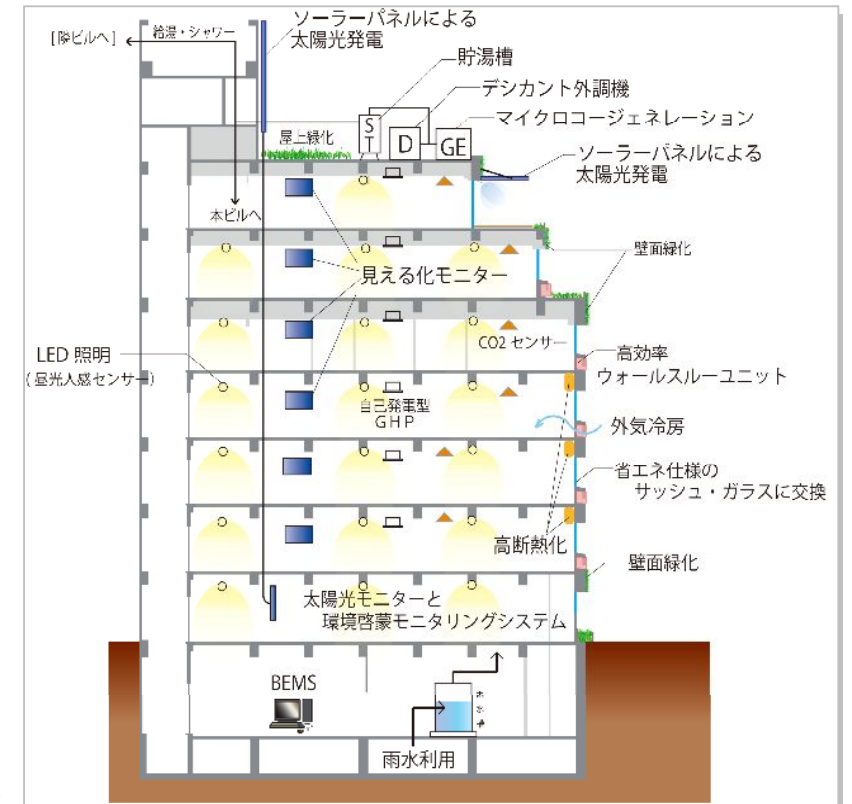 ソーラーパネルによる
太陽光発電
[隣ビルへ]
給湯・シャワー
貯湯槽
デシカント外調機
マイクロコージェネレーション
屋上緑化
ST
D
GE
ソーラーパネルによる
太陽光発電
本ビルへ
壁面緑化
見える化モニター
CO2 センサー
LED 照明
(昼光人感センサー)
高効率
ウォールスルーユニット
自己発電型
GHP
外気冷房
省エネ仕様の
サッシュ・ガラスに交換
高断熱化
壁面緑化
太陽光モニターと
環境啓蒙モニタリングシステム
BEMS
雨水利用